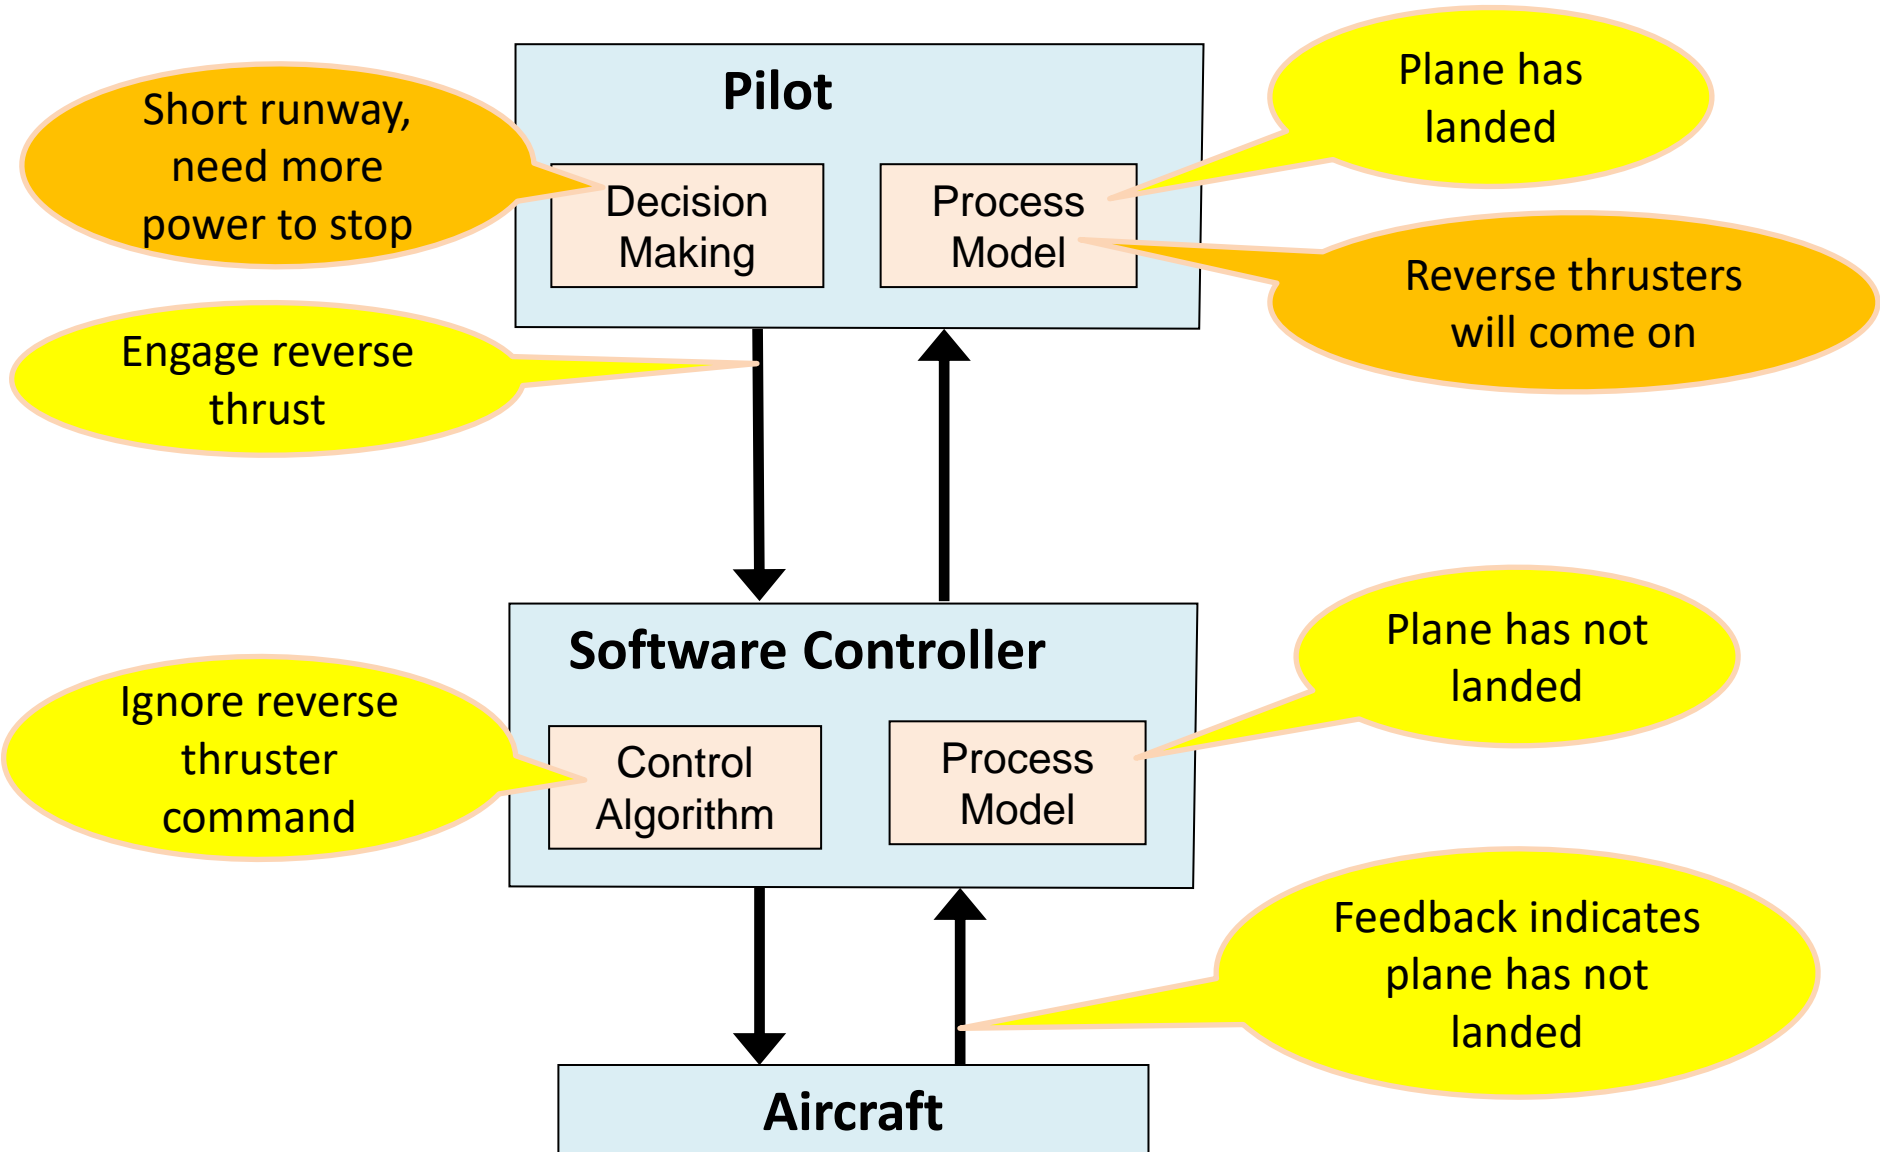 Pilot
Plane has
landed
Short runway,
need more
power to stop
Decision
Making
Process
Model
Reverse thrusters
will come on
Engage reverse
thrust
Software Controller
Plane has not
landed
Ignore reverse
thruster
command
Control
Algorithm
Process
Model
Feedback indicates
plane has not
landed
Aircraft